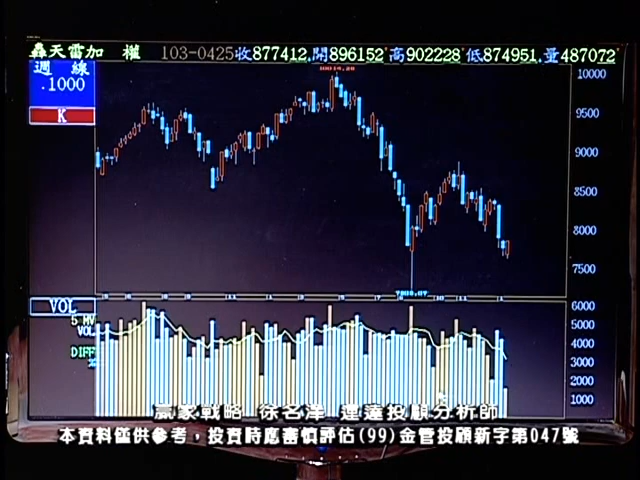 轟天雷加 權 103-0425收877412,開896152 高902228 低874951,量487072
週 線
.1000
K
10000
9500
9000
8500
8000
7500
VOL
5 MV
VOL
DIFF
6000
5000
4000
3000
2000
1000
贏家戰略 徐名洋 運達投顧分析師
本資料僅供參考，投資時應審慎評估(99)金管投顧新字第047號